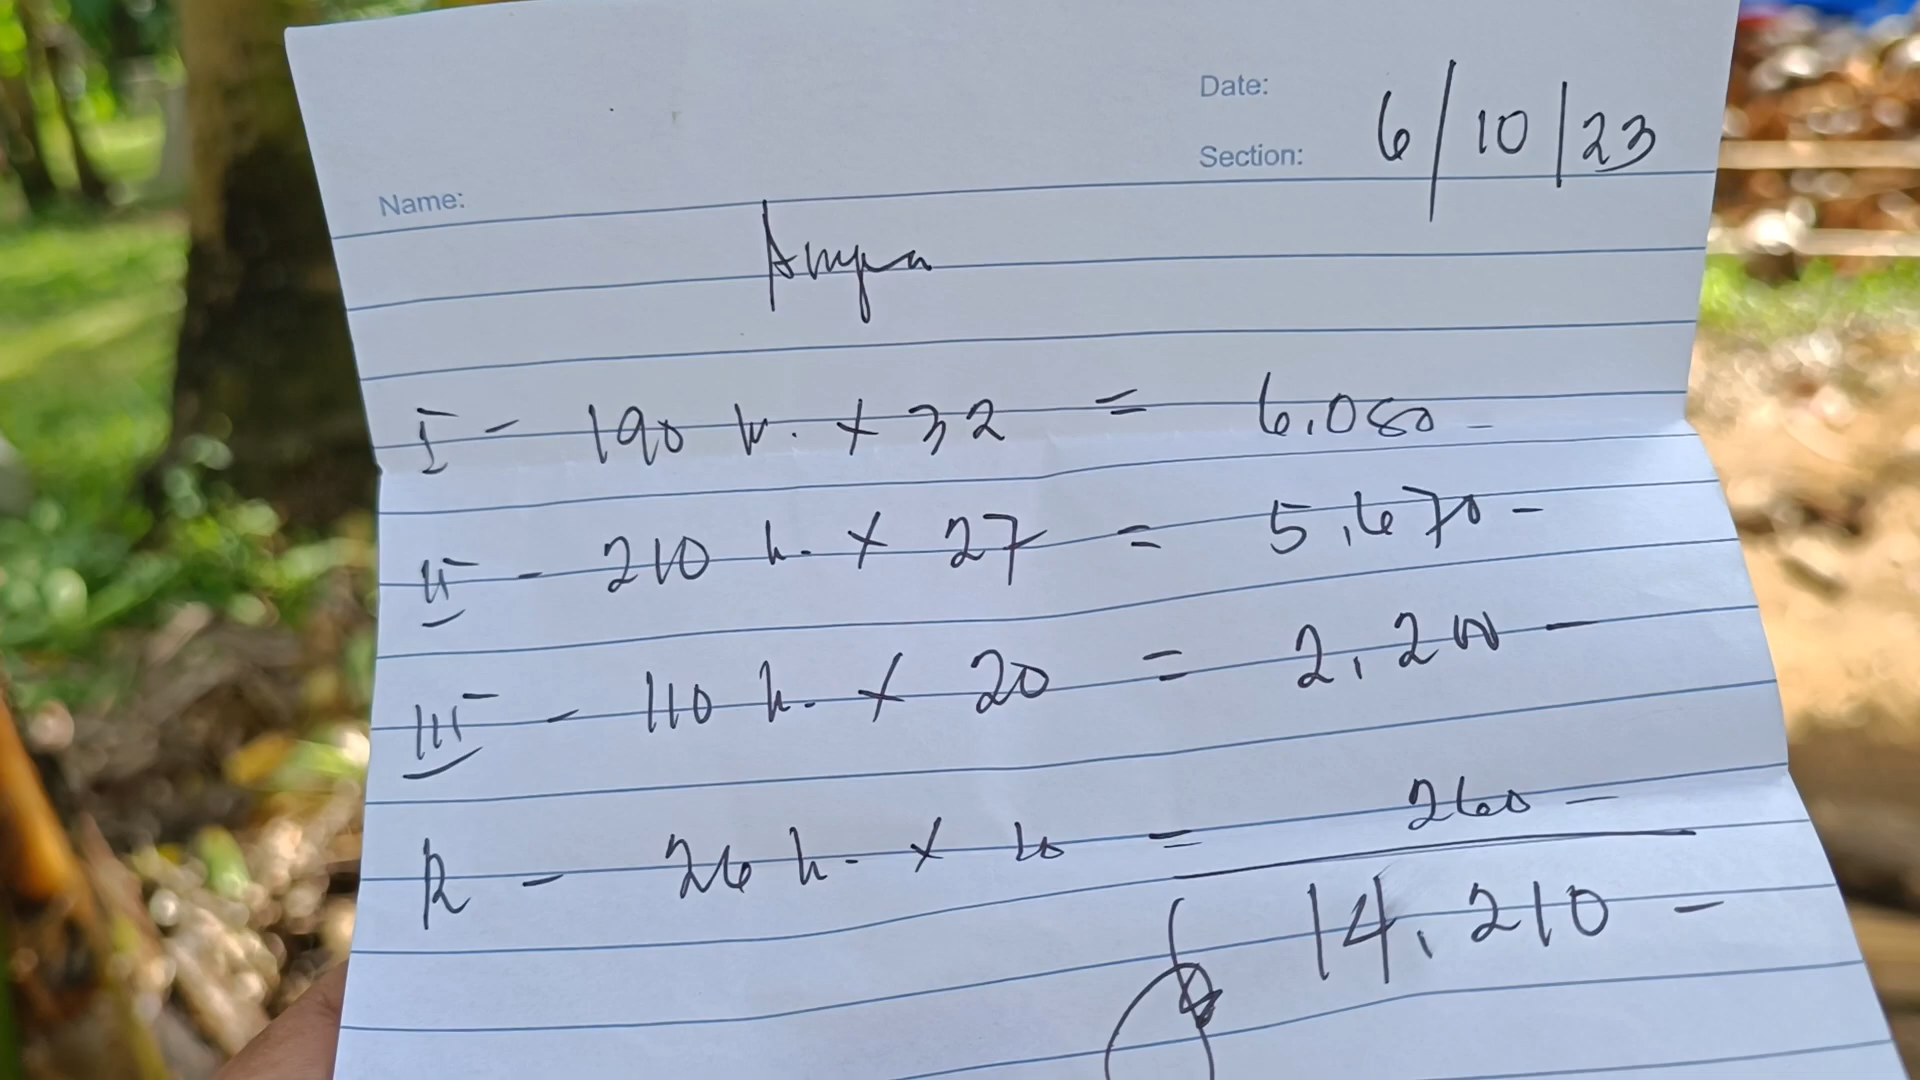 Date:
Section: 6/10/23
Name:
I - 190 k. x 32 = 6,080 -
II - 210 k. x 27 = 5,670 -
III - 110 k. x 20 = 2,200 -
R - 26 k. x 10 = 260 -
14,210 -